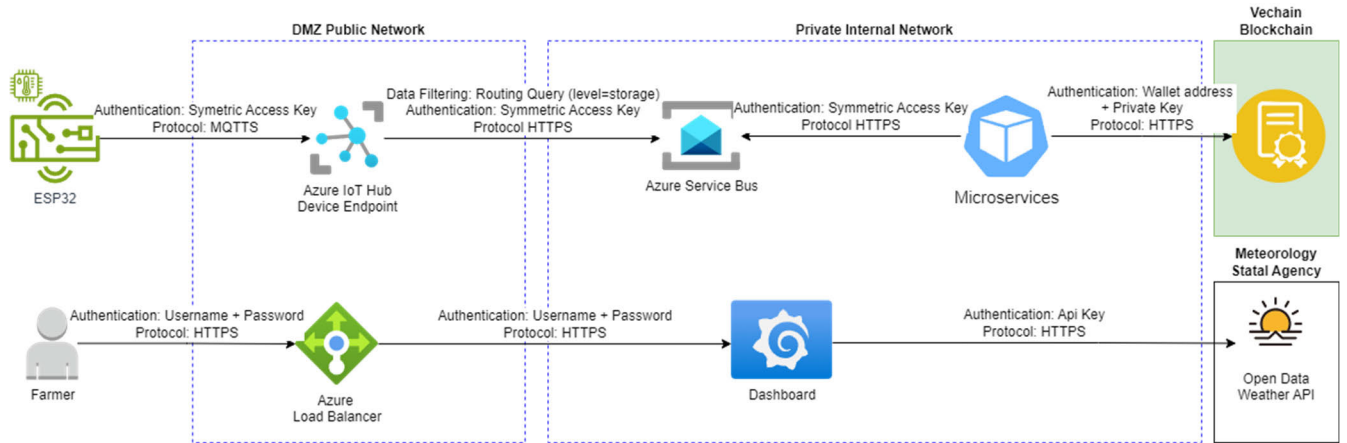 DMZ Public Network
Private Internal Network
Vechain
Blockchain
Authentication: Symetric Access Key
Protocol: MQTTS
Data Filtering: Routing Query (level=storage)
Authentication: Symmetric Access Key
Protocol HTTPS
Authentication: Symmetric Access Key
Protocol HTTPS
Authentication: Wallet address
+ Private Key
Protocol: HTTPS
ESP32
Azure IoT Hub
Device Endpoint
Azure Service Bus
Microservices
Meteorology
Statal Agency
Authentication: Username + Password
Protocol: HTTPS
Authentication: Username + Password
Protocol: HTTPS
Authentication: Api Key
Protocol: HTTPS
Farmer
Azure
Load Balancer
Dashboard
Open Data
Weather API